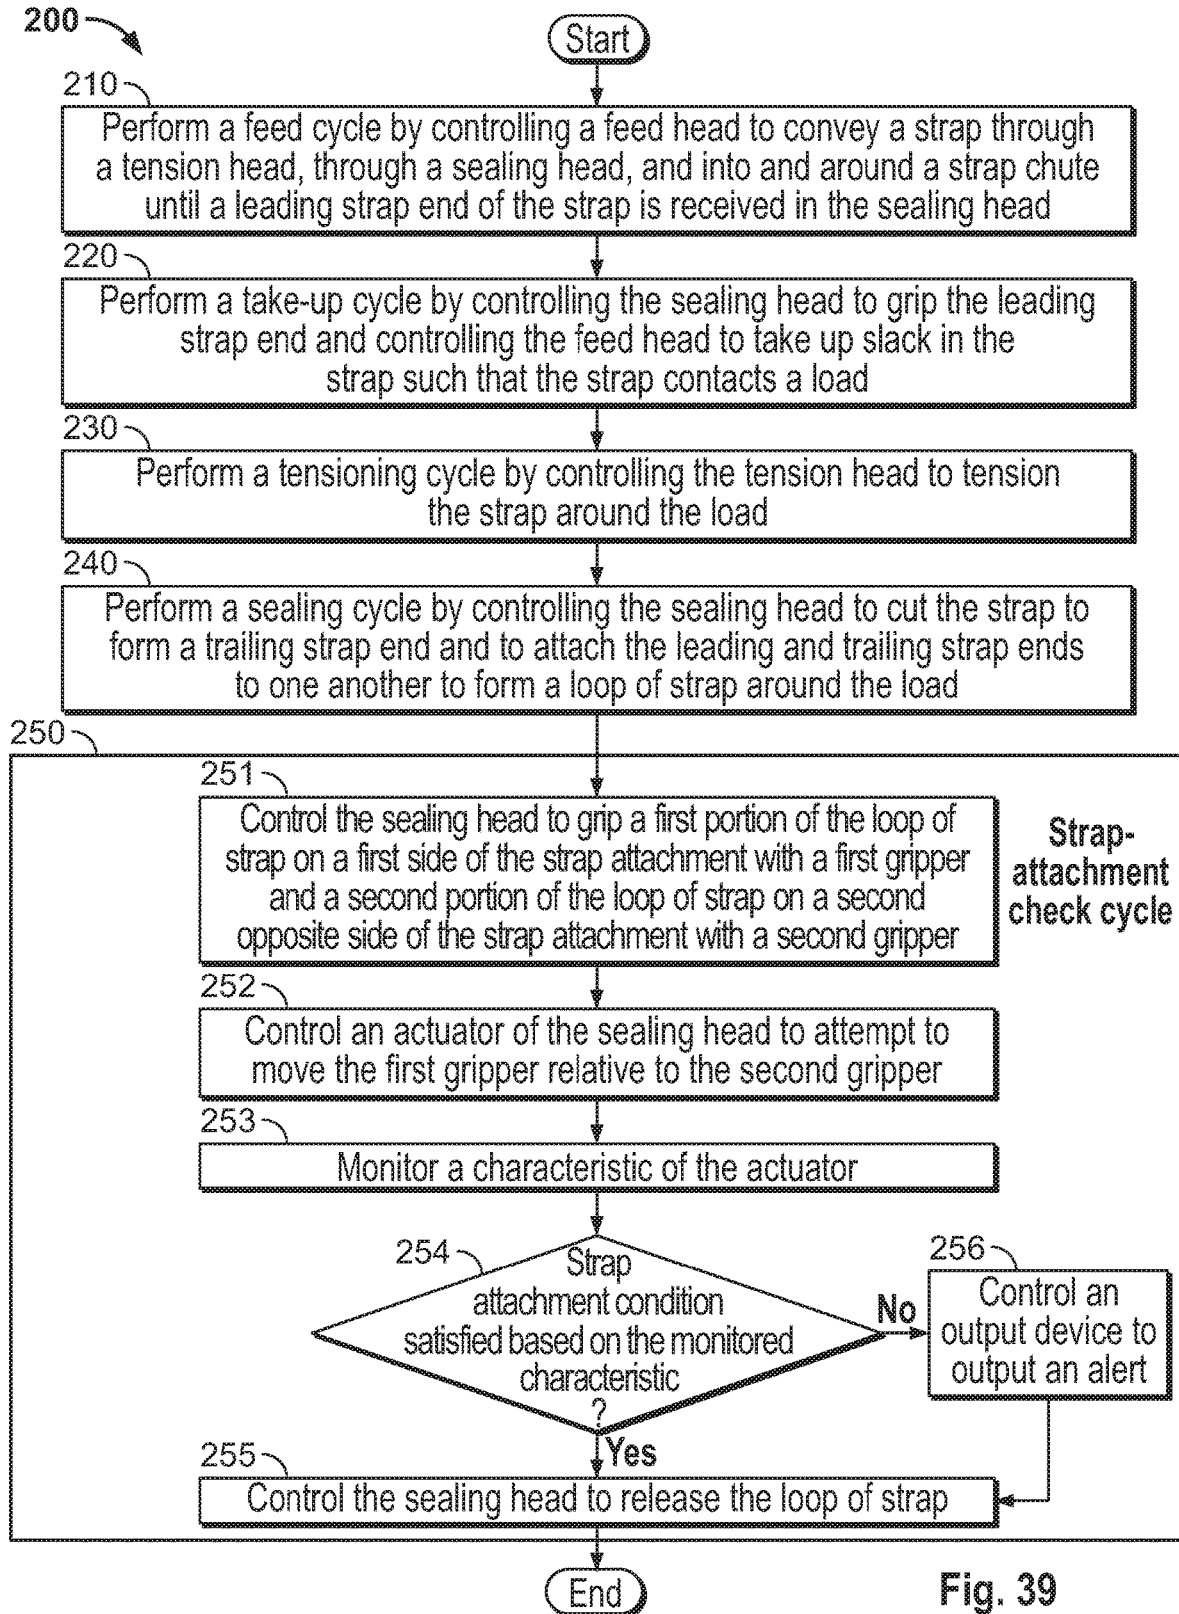 200
Start
210
Perform a feed cycle by controlling a feed head to convey a strap through
a tension head, through a sealing head, and into and around a strap chute
until a leading strap end of the strap is received in the sealing head
220
Perform a take-up cycle by controlling the sealing head to grip the leading
strap end and controlling the feed head to take up slack in the
strap such that the strap contacts a load
230
Perform a tensioning cycle by controlling the tension head to tension
the strap around the load
240
Perform a sealing cycle by controlling the sealing head to cut the strap to
form a trailing strap end and to attach the leading and trailing strap ends
to one another to form a loop of strap around the load
250
251
Control the sealing head to grip a first portion of the loop of
strap on a first side of the strap attachment with a first gripper
and a second portion of the loop of strap on a second
opposite side of the strap attachment with a second gripper
Strap-
attachment
check cycle
252
Control an actuator of the sealing head to attempt to
move the first gripper relative to the second gripper
253
Monitor a characteristic of the actuator
254
Strap
attachment condition
satisfied based on the monitored
characteristic
?
No
256
Control an
output device to
output an alert
Yes
255
Control the sealing head to release the loop of strap
End
Fig. 39